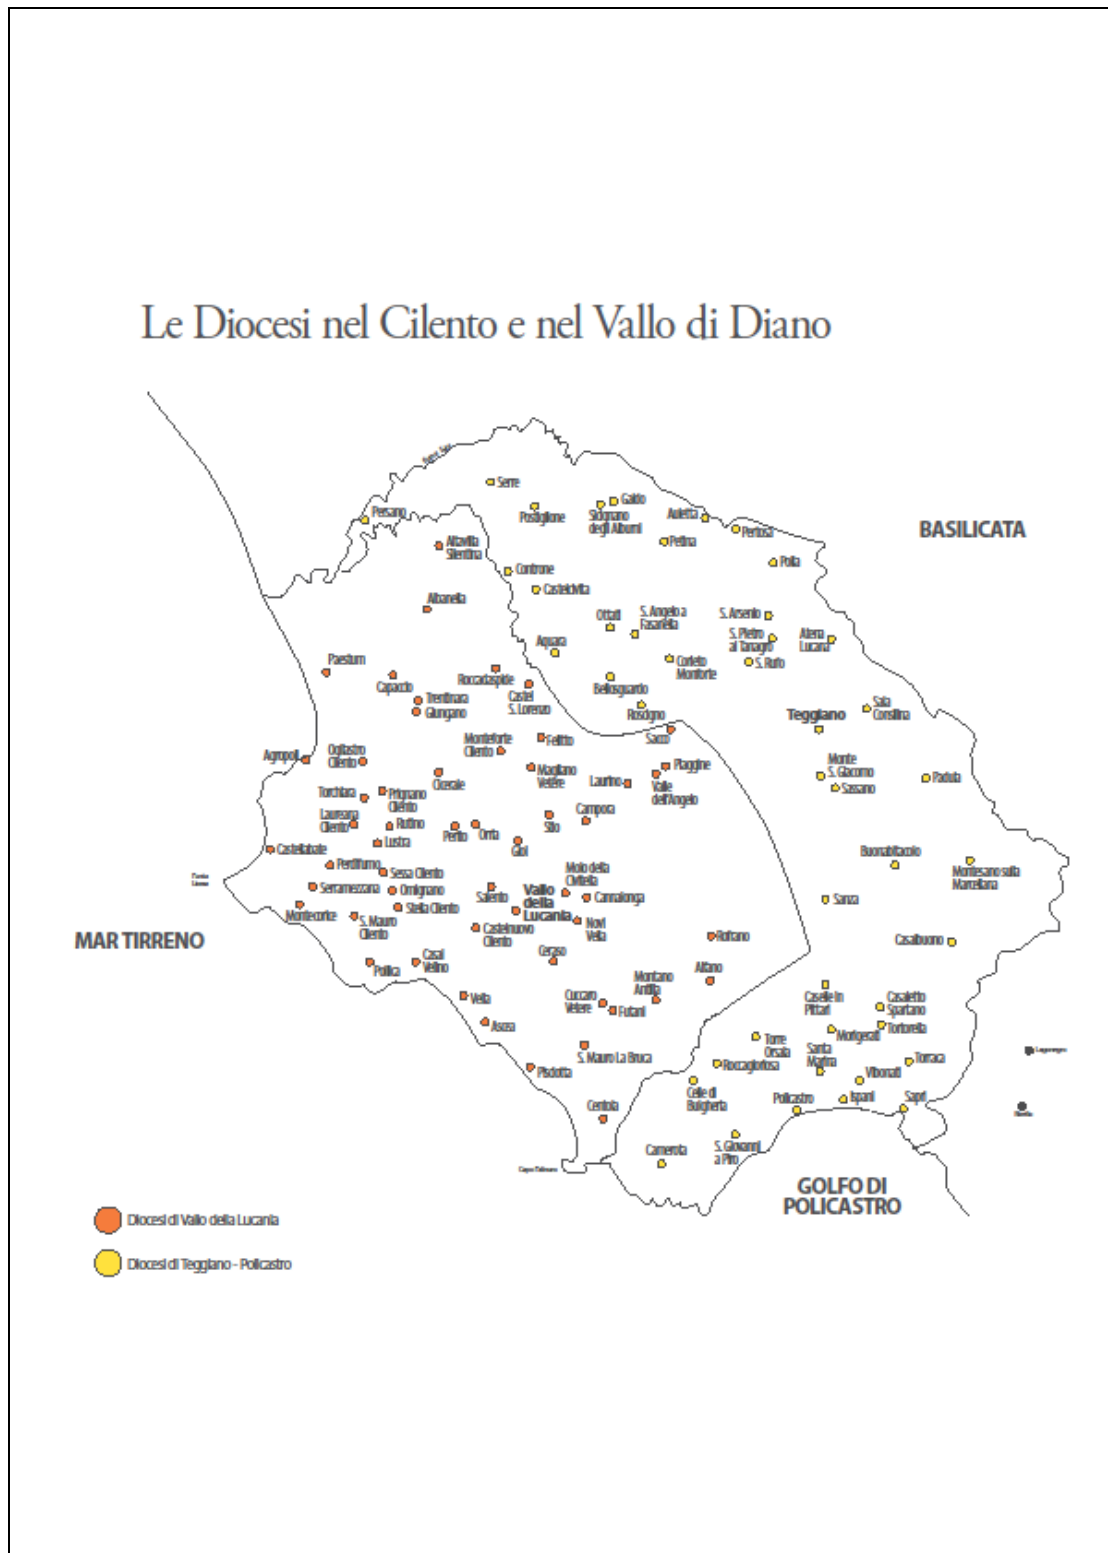 Le Diocesi nel Cilento e nel Vallo di Diano
Serre
Galdo
Postiglione
Sicignano
degli Alburni
Auletta
Persano
Pertosa
BASILICATA
Petina
Altavilla
Silentina
Polla
Controne
Castelcivita
Albanella
Ottati
S. Angelo a
Fasanella
S. Arsenio
S. Pietro
al Tanagro
Atena
Lucana
Aquara
Paestum
Corleto
Monforte
S. Rufo
Roccadaspide
Capaccio
Bellosguardo
Trentinara
Castel
S. Lorenzo
Giungano
Roscigno
Sala
Consilina
Teggiano
Monteforte
Cilento
Felitto
Sacco
Agropoli
Ogliastro
Cilento
Magliano
Vetere
Piaggine
Monte
S. Giacomo
Cicerale
Laurino
Valle
dell'Angelo
Padula
Sassano
Torchiara
Prignano
Cilento
Laureana
Cilento
Rutino
Perito
Orria
Stio
Campora
Lustra
Gioi
Castellabate
Buonabitacolo
Perdifumo
Sessa Cilento
Moio della
Civitella
Montesano sulla
Marcellana
Serramezzana
Omignano
Salento
Vallo
della
Lucania
Cannalonga
Sanza
Montecorice
S. Mauro
Cilento
Stella Cilento
Castelnuovo
Cilento
Novi
Velia
MAR TIRRENO
Rofrano
Casalbuono
Pollica
Casal
Velino
Ceraso
Montano
Antilia
Alfano
Velia
Cuccaro
Vetere
Futani
Caselle in
Pittari
Casaletto
Spartano
Ascea
Morigerati
Tortorella
Torre
Orsaia
S. Mauro La Bruca
Santa
Marina
Roccagloriosa
Torraca
Pisciotta
Vibonati
Celle di
Bulgheria
Policastro
Ispani
Sapri
Centola
Camerota
S. Giovanni
a Piro
GOLFO DI
POLICASTRO
Diocesi di Vallo della Lucania
Diocesi di Teggiano - Policastro